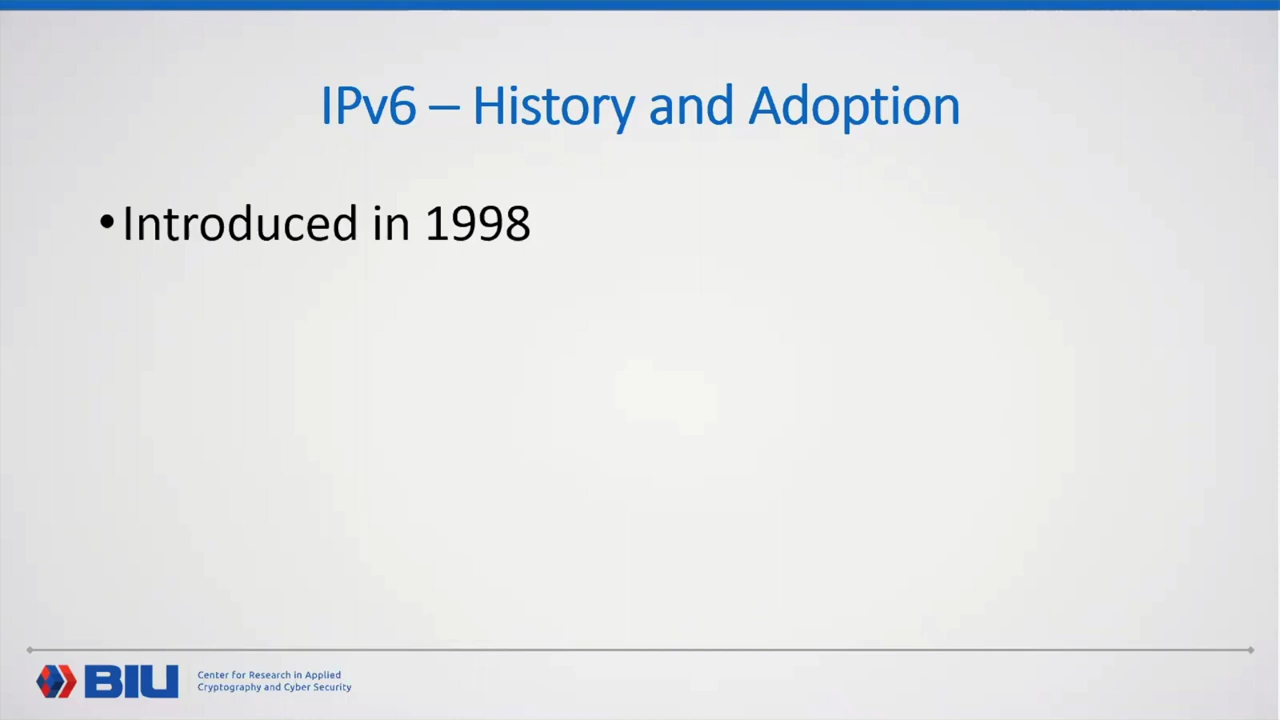 IPv6 – History and Adoption
•Introduced in 1998
BIU
Center for Research in Applied
Cryptography and Cyber Security